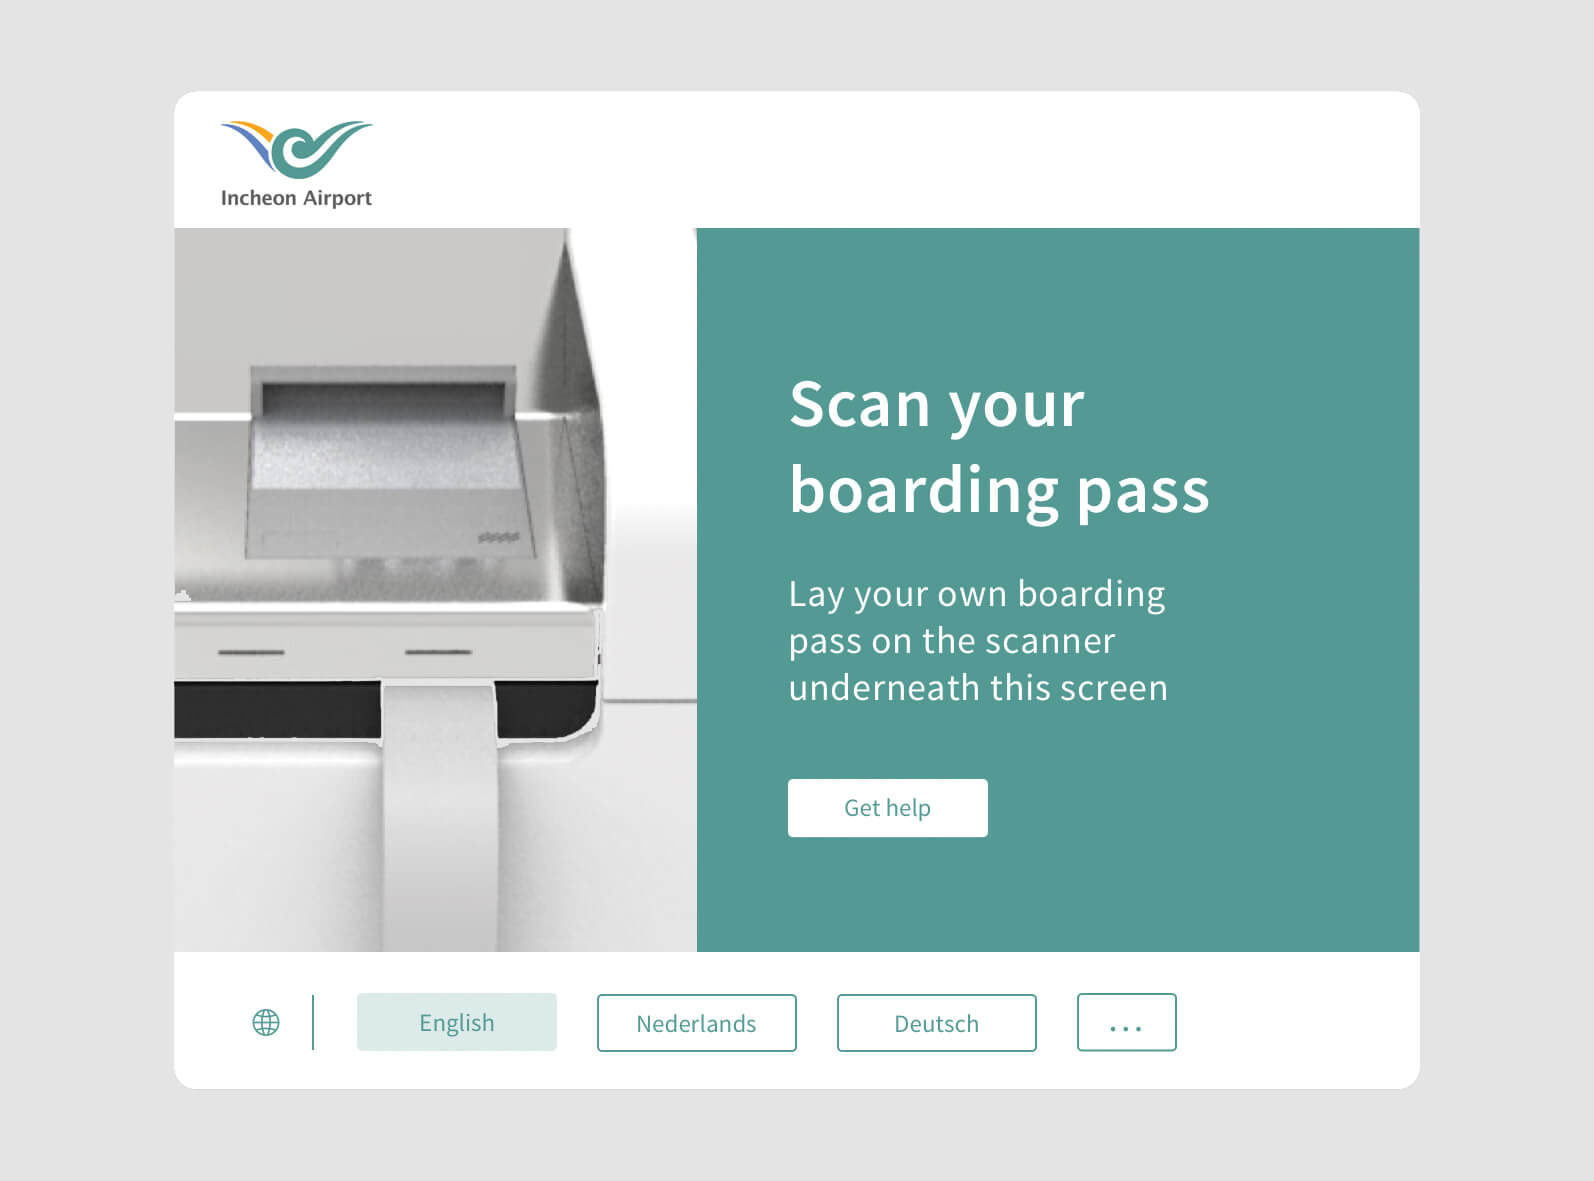 Incheon Airport
Scan your
boarding pass
Lay your own boarding
pass on the scanner
underneath this screen
Get help
English
Nederlands
Deutsch
...